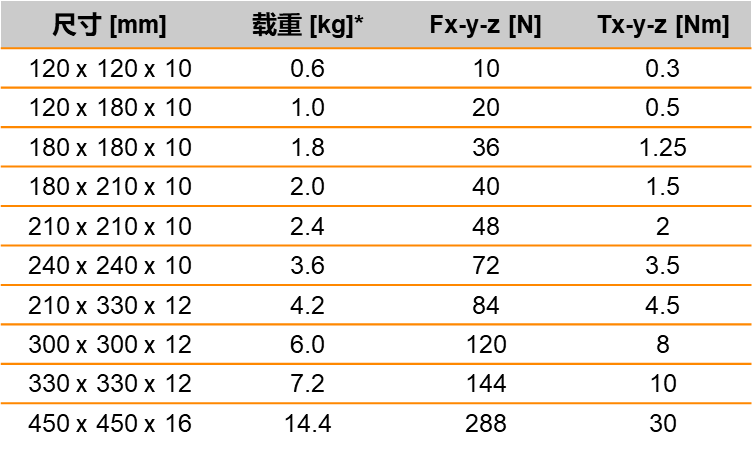 尺寸 [mm] 载重 [kg]* Fx-y-z [N] Tx-y-z [Nm]
120 x 120 x 10 0.6 10 0.3
120 x 180 x 10 1.0 20 0.5
180 x 180 x 10 1.8 36 1.25
180 x 210 x 10 2.0 40 1.5
210 x 210 x 10 2.4 48 2
240 x 240 x 10 3.6 72 3.5
210 x 330 x 12 4.2 84 4.5
300 x 300 x 12 6.0 120 8
330 x 330 x 12 7.2 144 10
450 x 450 x 16 14.4 288 30